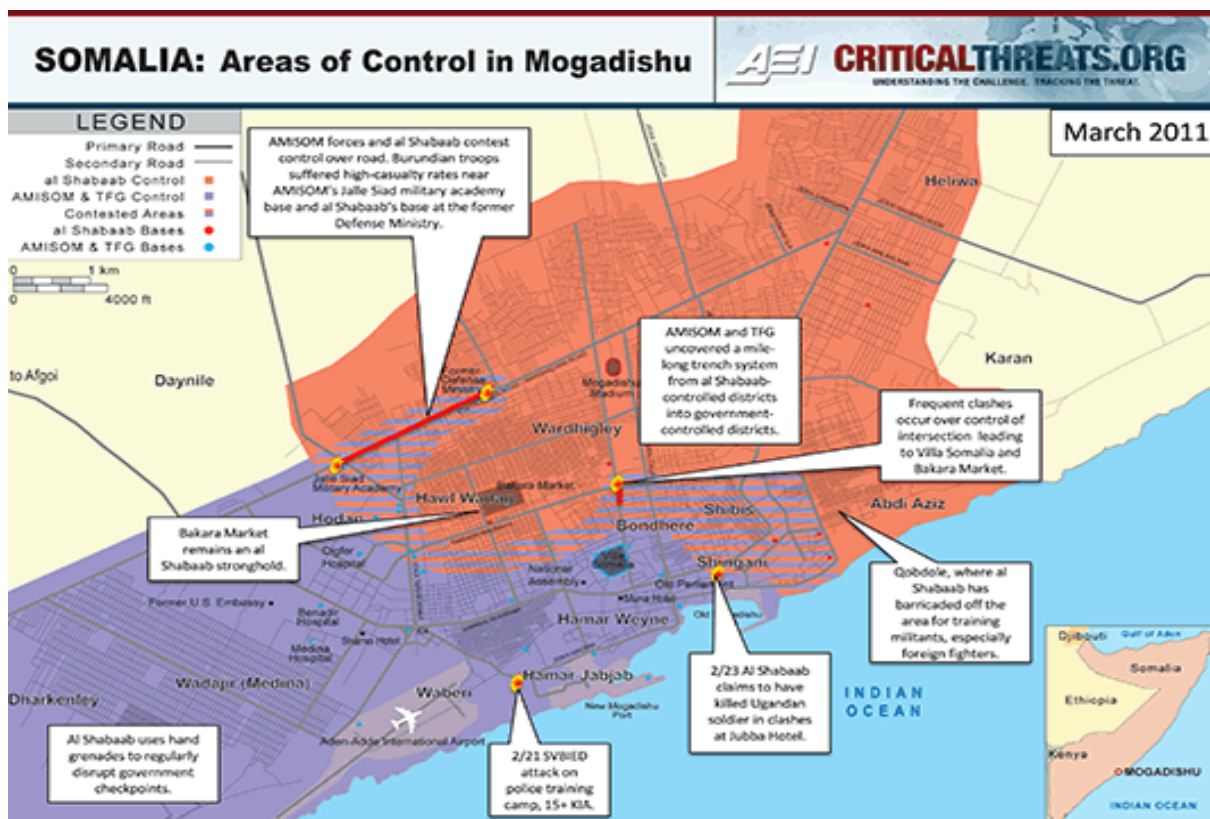 SOMALIA: Areas of Control in Mogadishu
AEI CRITICALTHREATS.ORG
UNDERSTANDING THE CHALLENGE. TRACKING THE THREAT.
LEGEND
Primary Road
Secondary Road
al Shabaab Control
AMISOM & TFG Control
Contested Areas
al Shabaab Bases
AMISOM & TFG Bases
0 1 km
0 4000 ft
March 2011
AMISOM forces and al Shabaab contest
control over road. Burundian troops
suffered high-casualty rates near
AMISOM's Jalle Siad military academy
base and al Shabaab's base at the former
Defense Ministry.
Heliwa
AMISOM and TFG
uncovered a mile-
long trench system
from al Shabaab-
controlled districts
into government-
controlled districts.
Karan
to Afgoi
Daynile
Former
Defense
Ministry
Mogadishu
Stadium
Frequent clashes
occur over control of
intersection leading
to Villa Somalia and
Bakara Market.
Wardhigley
Jalle Siad
Military Academy
Hawl Wadag
Bakara Market
Shibis
Abdi Aziz
Hodan
Bondhere
Bakara Market
remains an al
Shabaab stronghold.
Digfer
Hospital
Villa
Somalia
Shingani
National
Assembly
Old Parliament
Qobdole, where al
Shabaab has
barricaded off the
area for training
militants, especially
foreign fighters.
Former U.S. Embassy
Muna Hotel
Old Mogadishu
Benadir
Hospital
K4
Hamar Weyne
Shamo Hotel
Medina
Hospital
Wadajir (Medina)
Dharkenley
Waberi
Hamar Jabjab
New Mogadishu
Port
2/23 Al Shabaab
claims to have
killed Ugandan
soldier in clashes
at Jubba Hotell.
INDIAN
OCEAN
Aden-Adde International Airport
Al Shabaab uses hand
grenades to regularly
disrupt government
checkpoints.
2/21 SVBIED
attack on
police training
camp, 15+ KIA.
Djibouti
Gulf of Aden
Somalia
Ethiopia
Kenya
MOGADISHU
INDIAN OCEAN